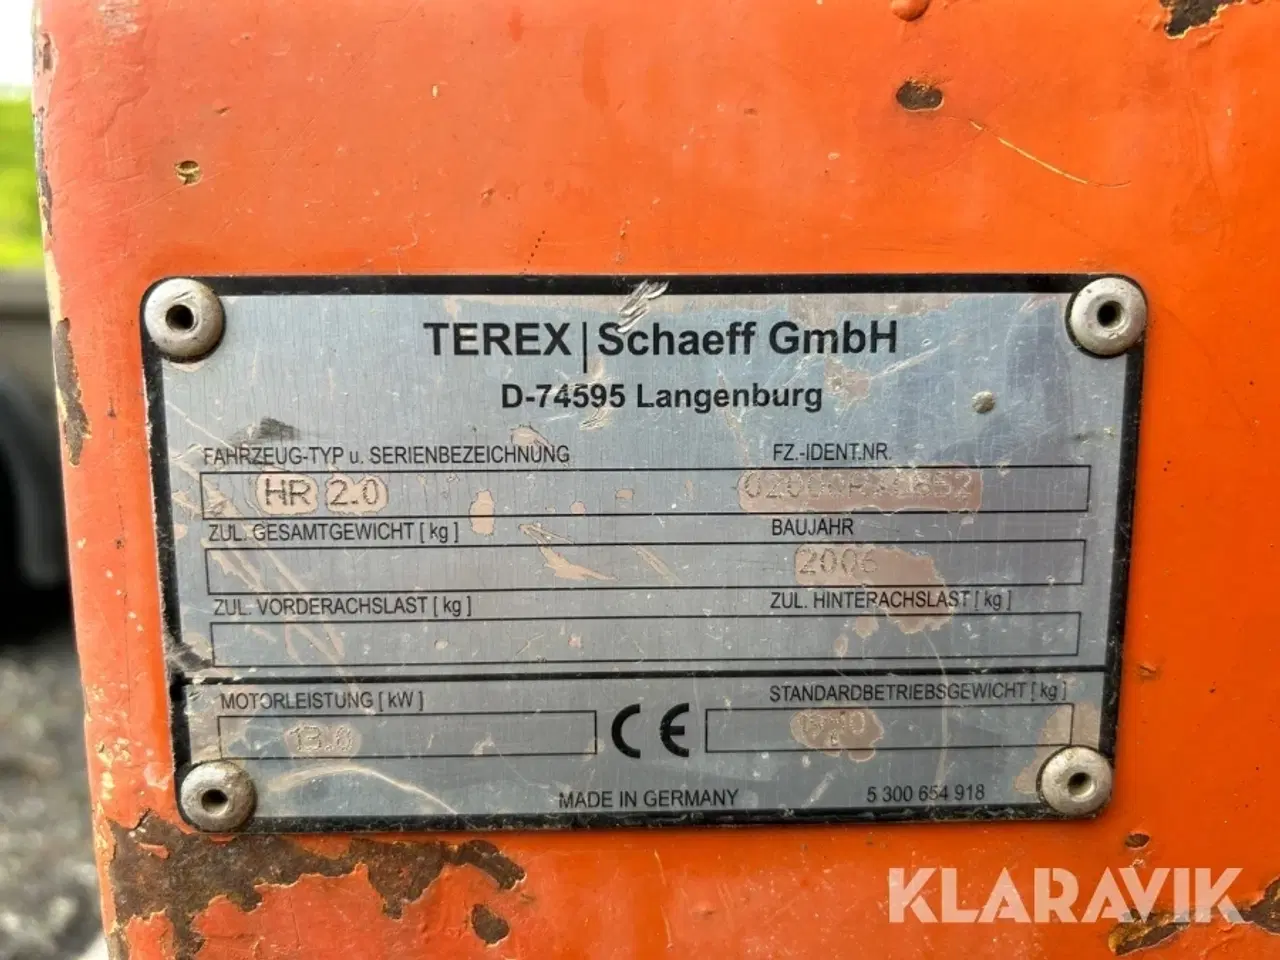 TEREX | Schaeff GmbH
D-74595 Langenburg
FAHRZEUG-TYP u. SERIENBEZEICHNUNG FZ.-IDENT.NR.
HR 2.0
ZUL. GESAMTGEWICHT [ kg ] BAUJAHR
2006
ZUL. VORDERACHSLAST [ kg ] ZUL. HINTERACHSLAST [ kg ]
MOTORLEISTUNG [ kW ] STANDARDBETRIEBSGEWICHT [ kg ]
CE
MADE IN GERMANY 5 300 654 918
KLARAVIK